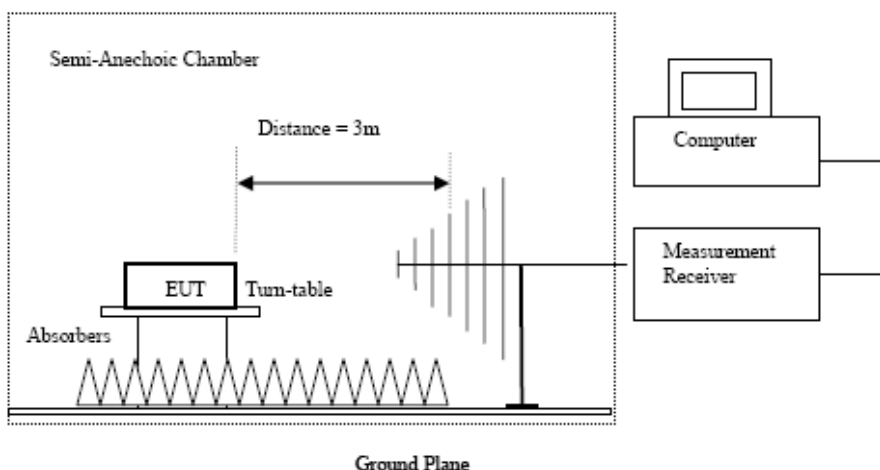 Semi-Anechoic Chamber
Distance = 3m
Computer
Measurement
Receiver
EUT
Turn-table
Absorbers
Ground Plane